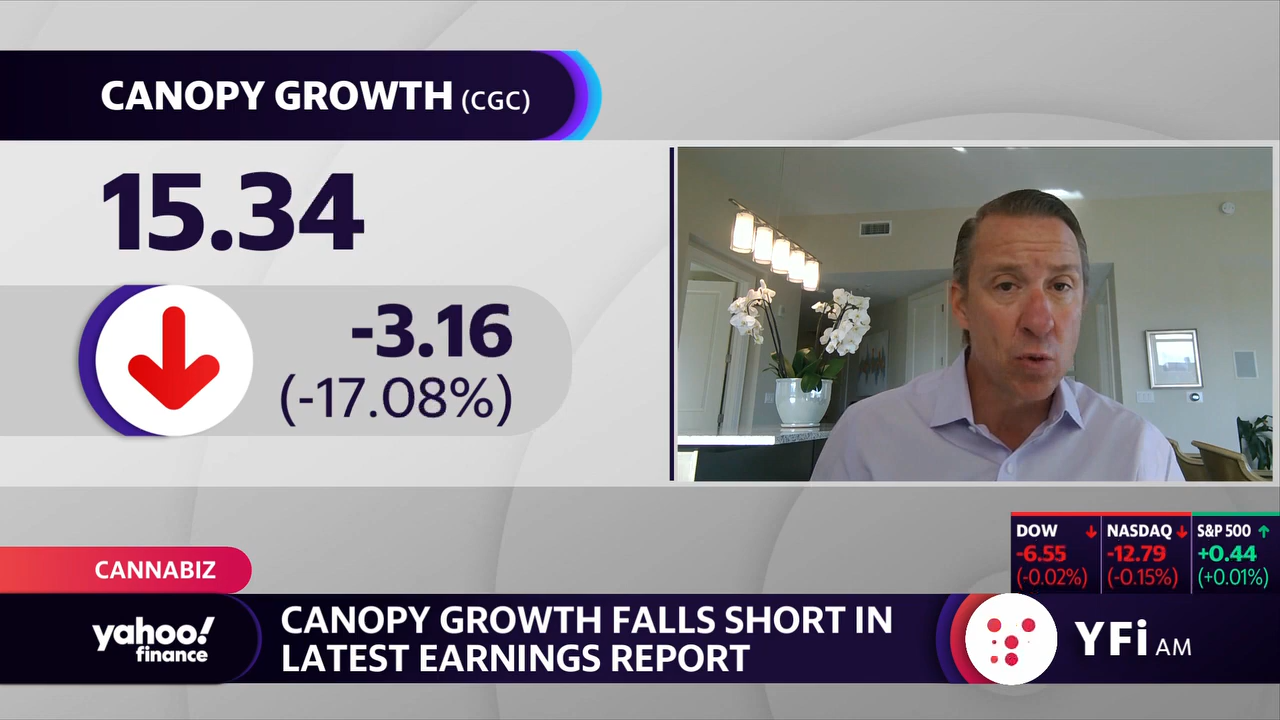 CANOPY GROWTH (CGC)
15.34
-3.16
(-17.08%)
DOW
-6.55
(-0.02%)
NASDAQ
-12.79
(-0.15%)
S&P 500
+0.44
(+0.01%)
CANNABIZ
yahoo!
finance
CANOPY GROWTH FALLS SHORT IN
LATEST EARNINGS REPORT
YFi AM